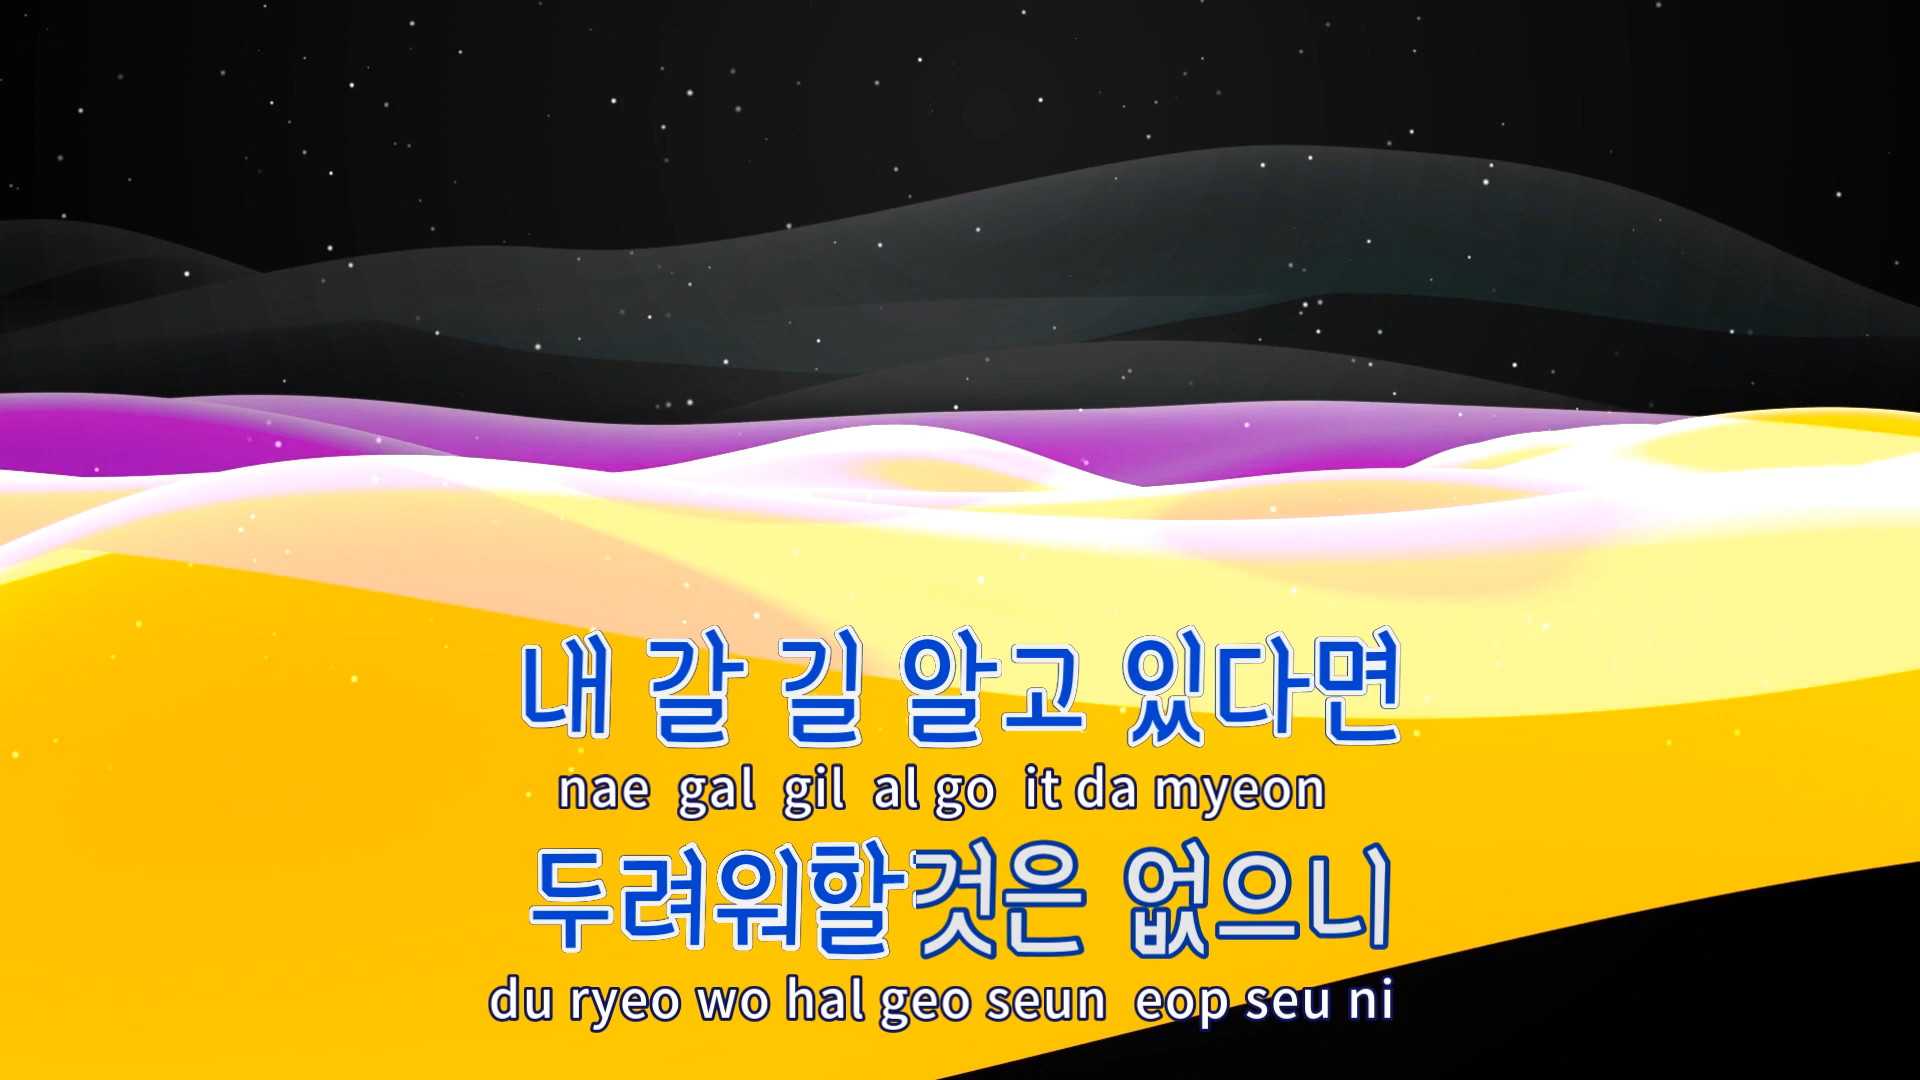 내 갈 길 알고 있다면
nae gal gil al go it da myeon
두려워할것은 없으니
du ryeo wo hal geo seun eop seu ni